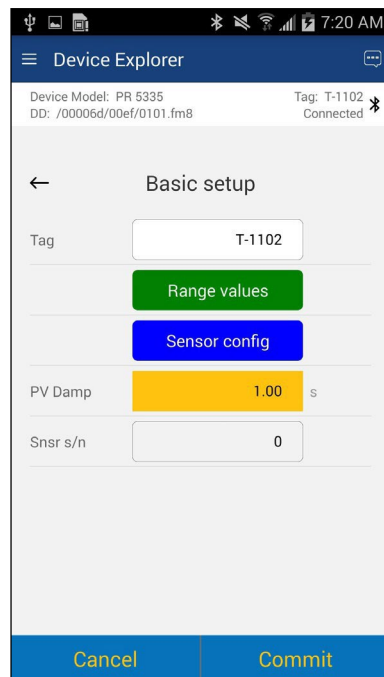 7:20 AM
Device Explorer
Device Model: PR 5335
Tag: T-1102
DD: /00006d/00ef/0101.fm8
Connected
Basic setup
Tag
T-1102
Range values
Sensor config
PV Damp
1.00
s
Snsr s/n
0
Cancel
Commit